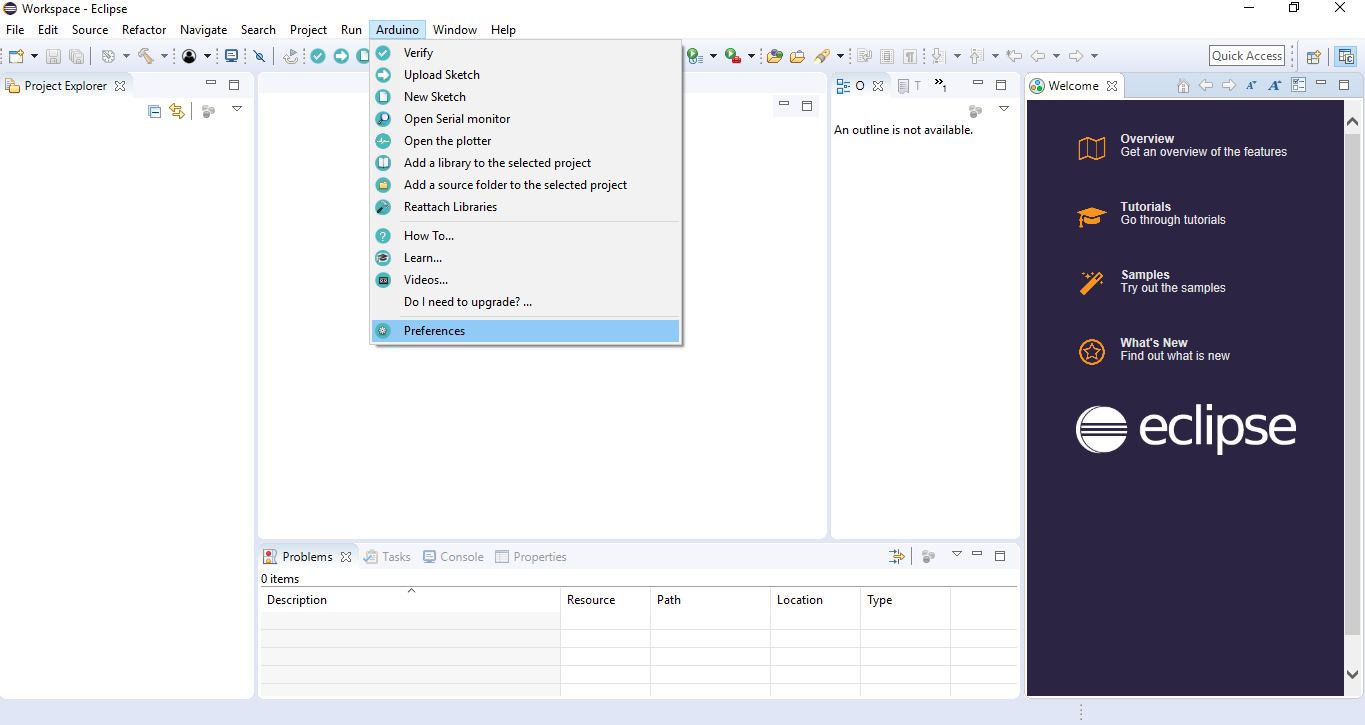 Workspace - Eclipse
File Edit Source Refactor Navigate Search Project Run Arduino Window Help
Quick Access
Project Explorer
Verify
Upload Sketch
New Sketch
Open Serial monitor
Open the plotter
Add a library to the selected project
Add a source folder to the selected project
Reattach Libraries
How To...
Learn...
Videos...
Do I need to upgrade? ...
Preferences
O T »1
An outline is not available.
Welcome
Overview
Get an overview of the features
Tutorials
Go through tutorials
Samples
Try out the samples
What's New
Find out what is new
eclipse
Problems Tasks Console Properties
0 items
Description Resource Path Location Type